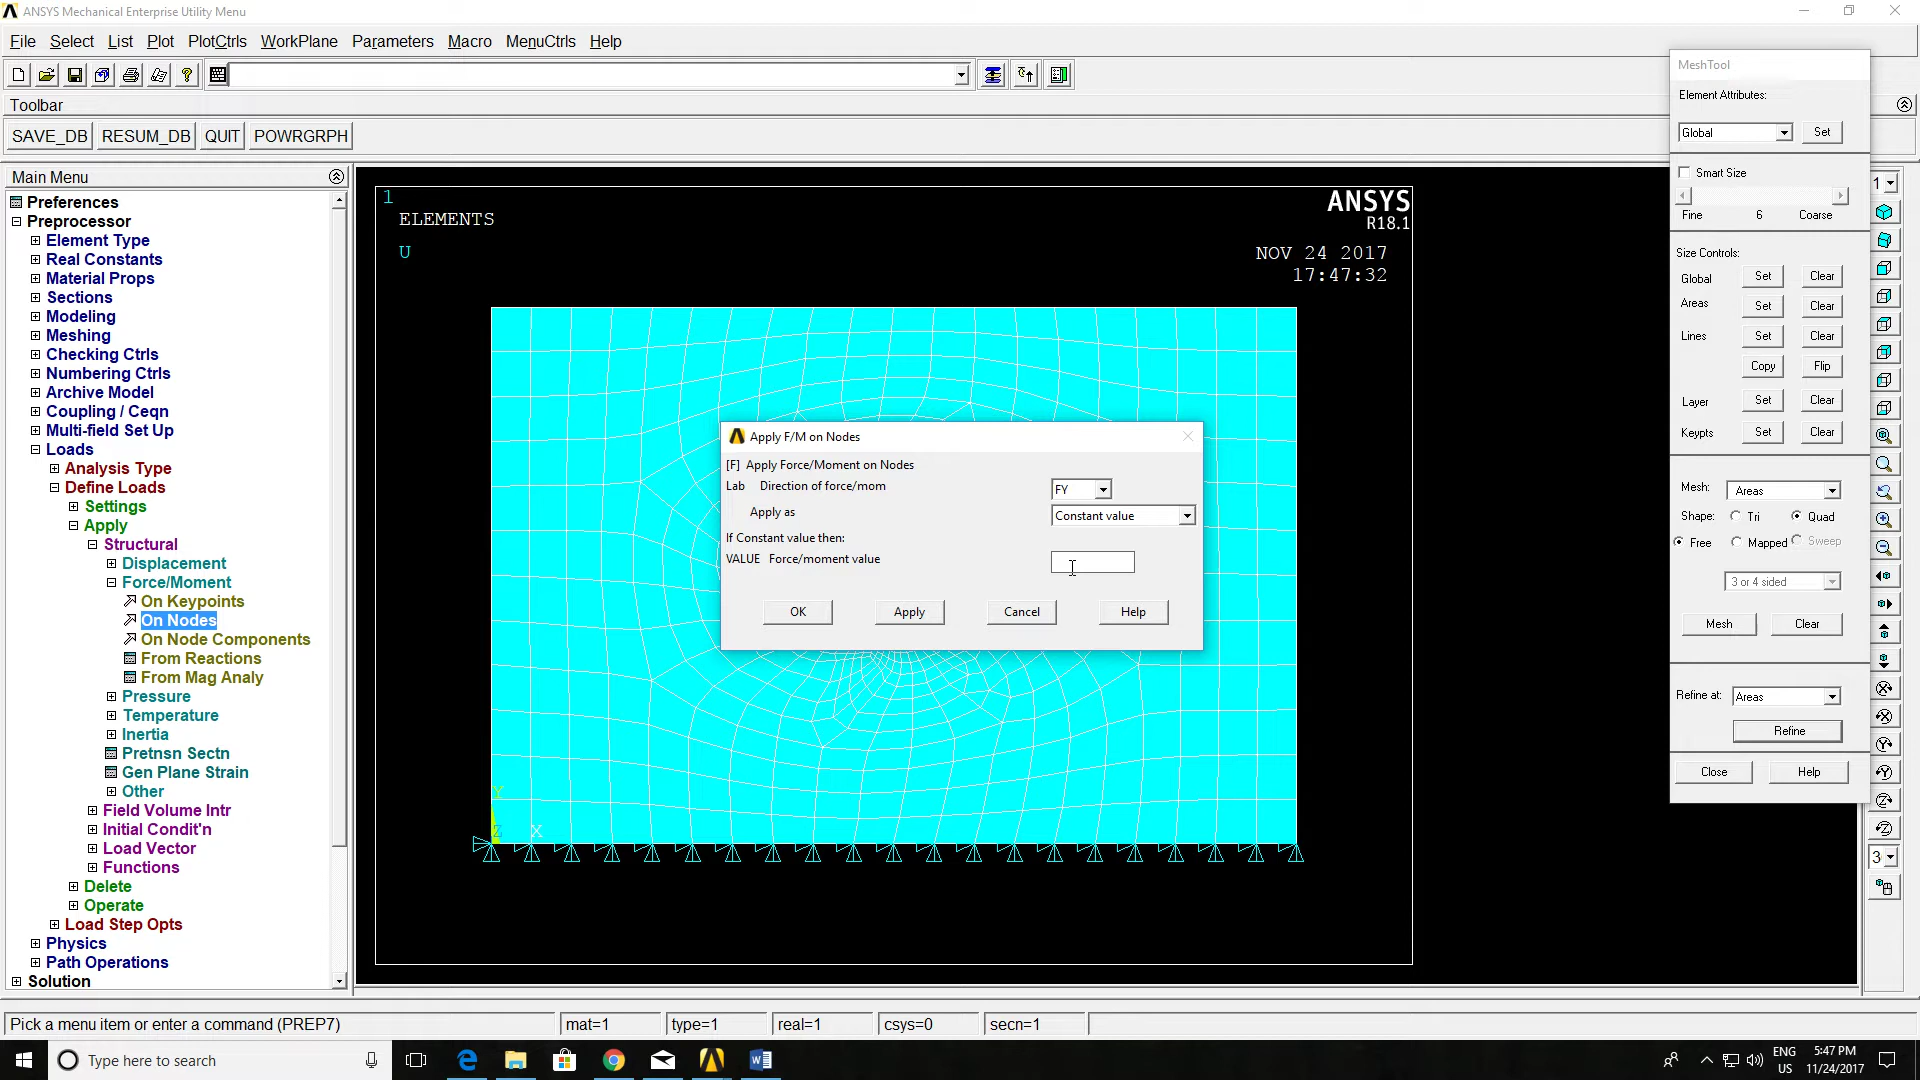 ANSYS Mechanical Enterprise Utility Menu
File Select List Plot PlotCtrls WorkPlane Parameters Macro MenuCtrls Help
Toolbar
SAVE_DB RESUM_DB QUIT POWRGRPH
Main Menu
Preferences
Preprocessor
Element Type
Real Constants
Material Props
Sections
Modeling
Meshing
Checking Ctrls
Numbering Ctrls
Archive Model
Coupling / Ceqn
Multi-field Set Up
Loads
Analysis Type
Define Loads
Settings
Apply
Structural
Displacement
Force/Moment
On Keypoints
On Nodes
On Node Components
From Reactions
From Mag Analy
Pressure
Temperature
Inertia
Pretnsn Sectn
Gen Plane Strain
Other
Field Volume Intr
Initial Condit'n
Load Vector
Functions
Delete
Operate
Load Step Opts
Physics
Path Operations
Solution
1
ELEMENTS
U
ANSYS
R18.1
NOV 24 2017
17:47:32
Y
Z X
Apply F/M on Nodes
[F] Apply Force/Moment on Nodes
Lab Direction of force/mom FY
Apply as Constant value
If Constant value then:
VALUE Force/moment value
OK Apply Cancel Help
MeshTool
Element Attributes:
Global Set
Smart Size
Fine 6 Coarse
Size Controls:
Global Set Clear
Areas Set Clear
Lines Set Clear
Copy Flip
Layer Set Clear
Keypts Set Clear
Mesh: Areas
Shape: Tri Quad
Free Mapped Sweep
3 or 4 sided
Mesh Clear
Refine at: Areas
Refine
Close Help
1
3
Pick a menu item or enter a command (PREP7) mat=1 type=1 real=1 csys=0 secn=1
Type here to search
ENG
US
5:47 PM
11/24/2017